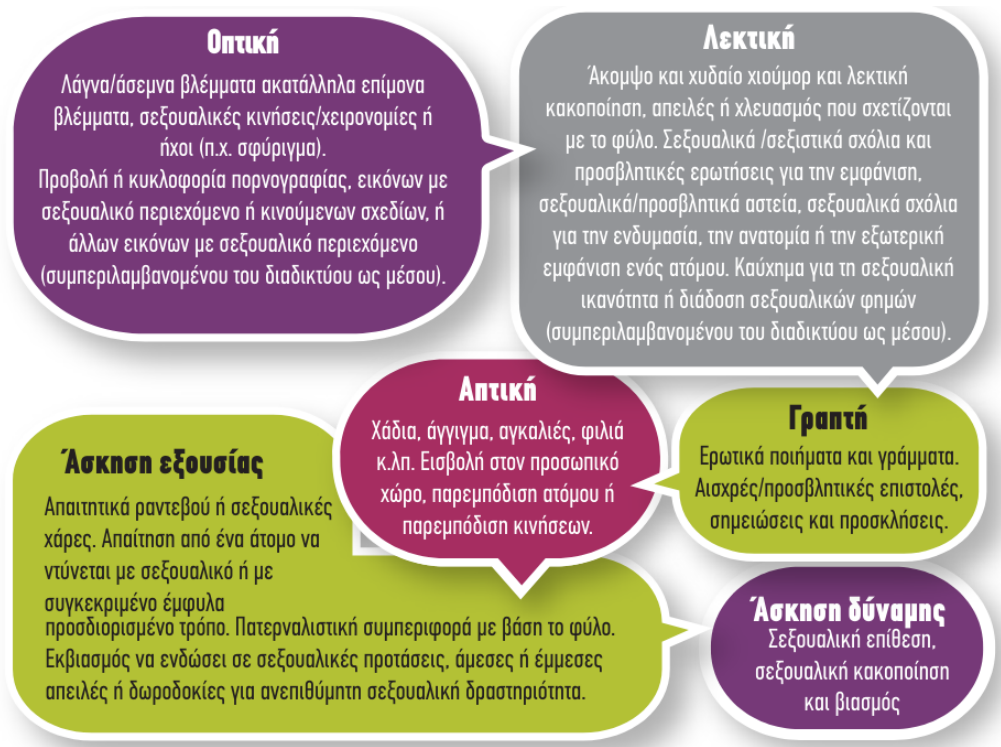 Οπτική
Λάγνα/άσεμνα βλέμματα ακατάλληλα επίμονα
βλέμματα, σεξουαλικές κινήσεις/χειρονομίες ή
ήχοι (π.χ. σφύριγμα).
Προβολή ή κυκλοφορία πορνογραφίας, εικόνων με
σεξουαλικό περιεχόμενο ή κινούμενων σχεδίων, ή
άλλων εικόνων με σεξουαλικό περιεχόμενο
(συμπεριλαμβανομένου του διαδικτύου ως μέσου).
Λεκτική
Άκομψο και χυδαίο χιούμορ και λεκτική
κακοποίηση, απειλές ή χλευασμός που σχετίζονται
με το φύλο. Σεξουαλικά /σεξιστικά σχόλια και
προσβλητικές ερωτήσεις για την εμφάνιση,
σεξουαλικά/προσβλητικά αστεία, σεξουαλικά σχόλια
για την ενδυμασία, την ανατομία ή την εξωτερική
εμφάνιση ενός ατόμου. Καύχημα για τη σεξουαλική
ικανότητα ή διάδοση σεξουαλικών φημών
(συμπεριλαμβανομένου του διαδικτύου ως μέσου).
Γραπτή
Ερωτικά ποιήματα και γράμματα.
Αισχρές/προσβλητικές επιστολές,
σημειώσεις και προσκλήσεις.
Απτική
Χάδια, άγγιγμα, αγκαλιές, φιλιά
κ.λπ. Εισβολή στον προσωπικό
χώρο, παρεμπόδιση ατόμου ή
παρεμπόδιση κινήσεων.
Άσκηση εξουσίας
Απαιτητικά ραντεβού ή σεξουαλικές
χάρες. Απαίτηση από ένα άτομο να
ντύνεται με σεξουαλικό ή με
συγκεκριμένο έμφυλα
προσδιορισμένο τρόπο. Πατερναλιστική συμπεριφορά με βάση το φύλο.
Εκβιασμός να ενδώσει σε σεξουαλικές προτάσεις, άμεσες ή έμμεσες
απειλές ή δωροδοκίες για ανεπιθύμητη σεξουαλική δραστηριότητα.
Άσκηση δύναμης
Σεξουαλική επίθεση,
σεξουαλική κακοποίηση
και βιασμός